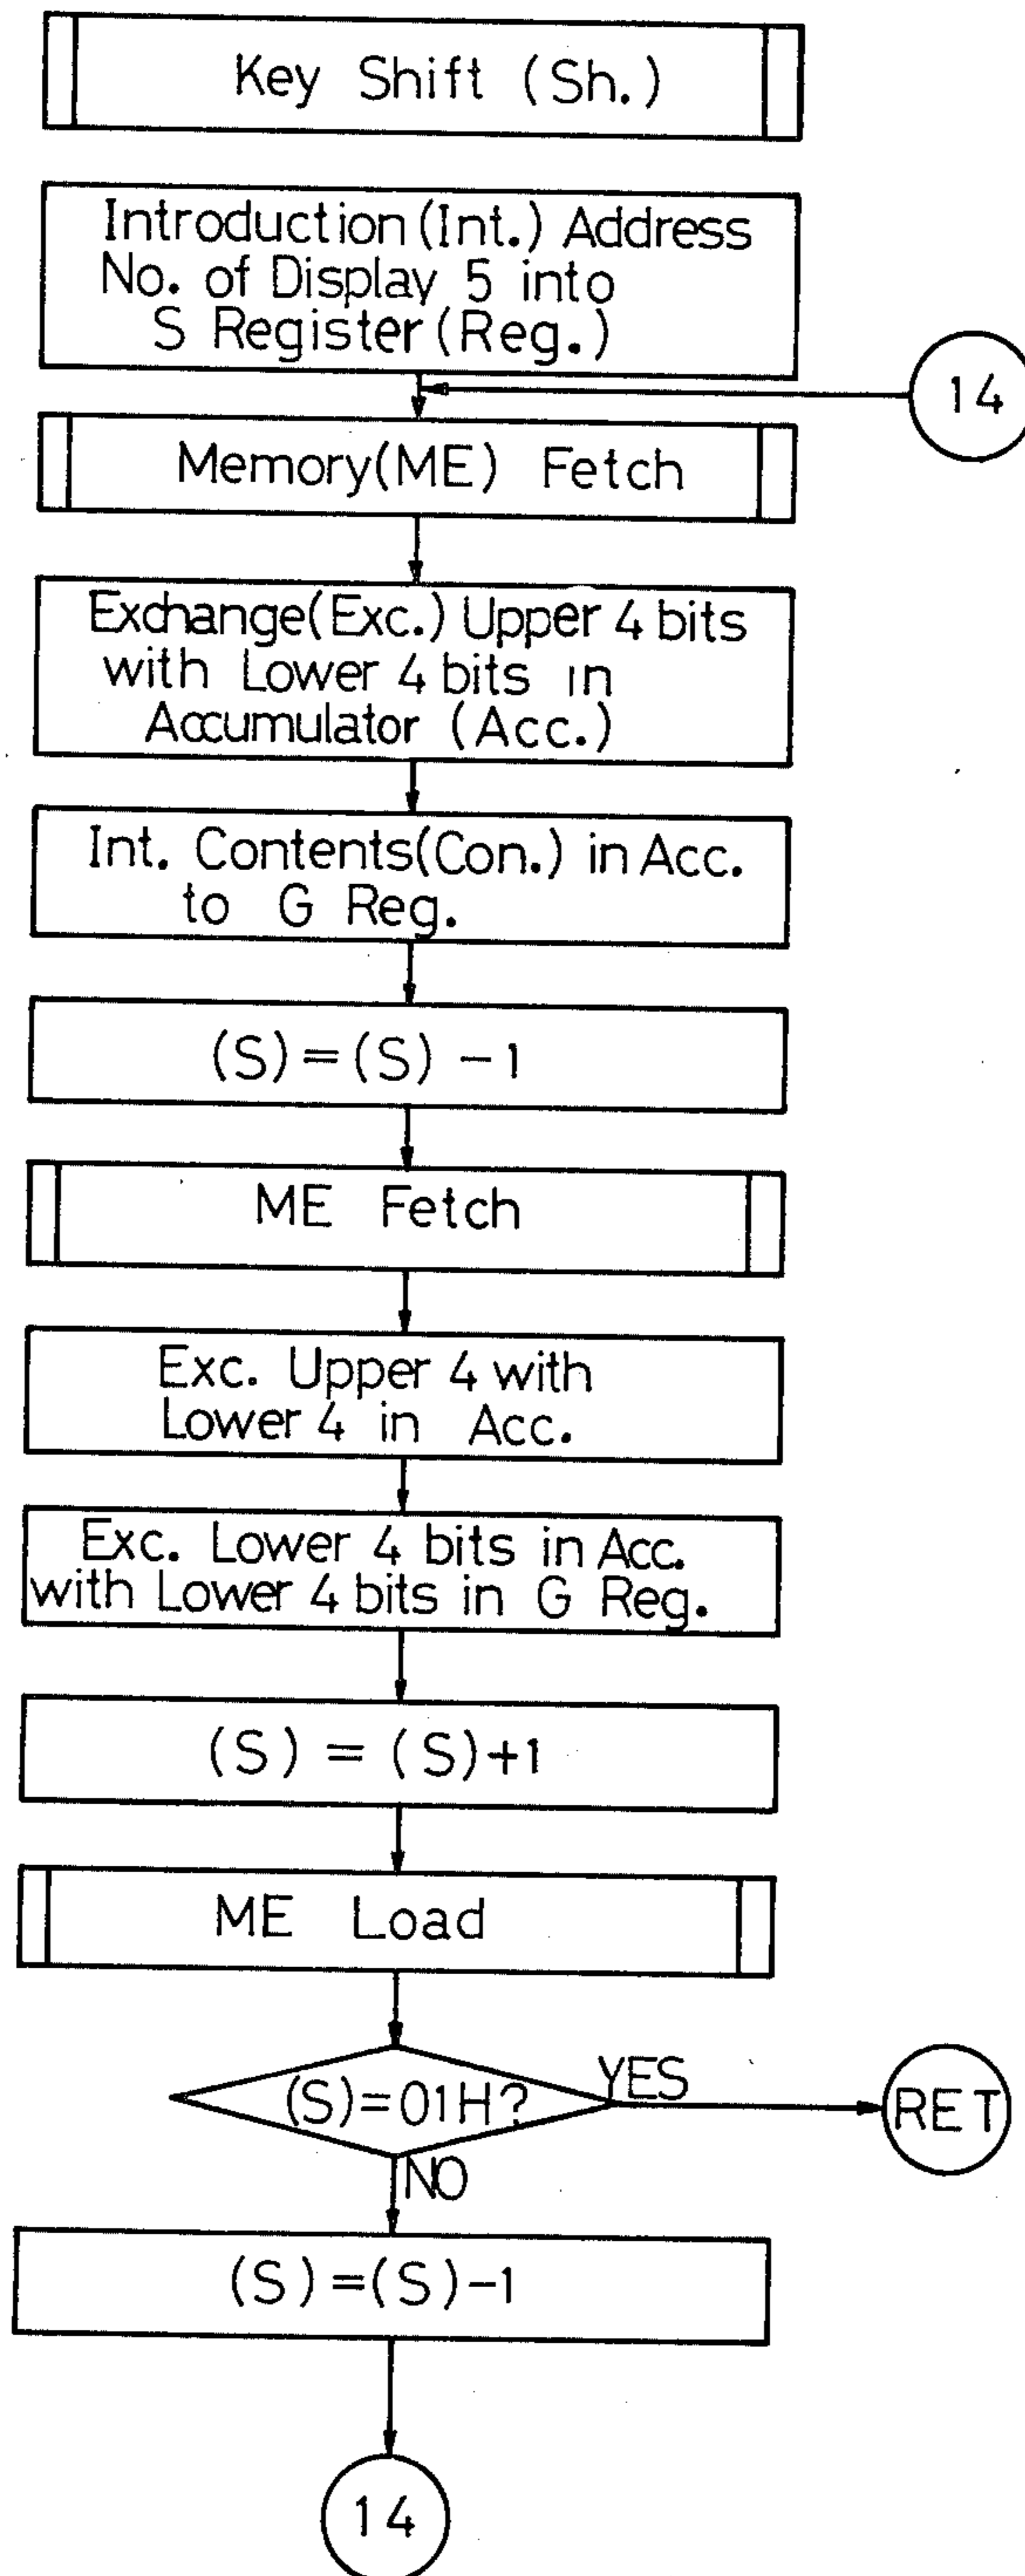 Key Shift (Sh.)
Introduction(Int.) Address
No. of Display 5 into
S Register(Reg.)
14
Memory(ME) Fetch
Exchange(Exc.) Upper 4 bits
with Lower 4 bits in
Accumulator (Acc.)
Int. Contents(Con.) in Acc.
to G Reg.
(S)=(S) -1
ME Fetch
Exc. Upper 4 with
Lower 4 in Acc.
Exc. Lower 4 bits in Acc.
with Lower 4 bits in G Reg.
(S) = (S)+1
ME Load
(S)=01H?
YES
RET
NO
(S)=(S)-1
14